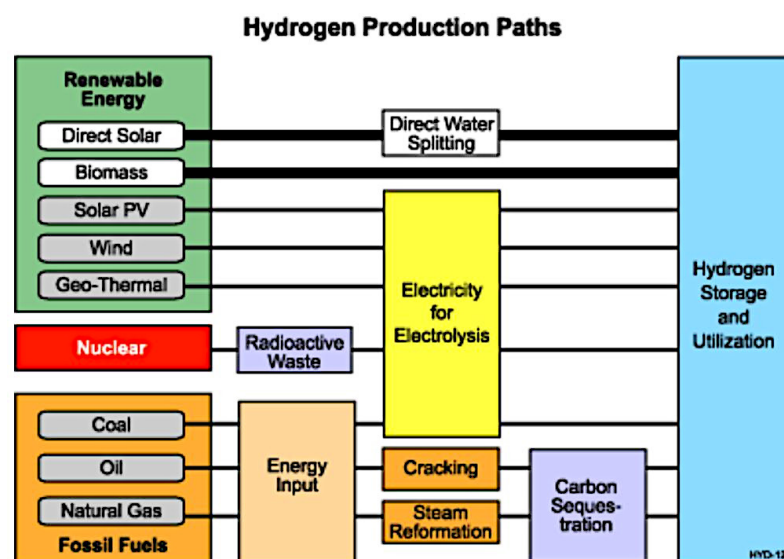 Hydrogen Production Paths
Renewable
Energy
Direct Solar
Biomass
Solar PV
Wind
Geo-Thermal
Nuclear
Coal
Oil
Natural Gas
Fossil Fuels
Radioactive
Waste
Energy
Input
Direct Water
Splitting
Electricity
for
Electrolysis
Cracking
Steam
Reformation
Carbon
Seques-
tration
Hydrogen
Storage
and
Utilization